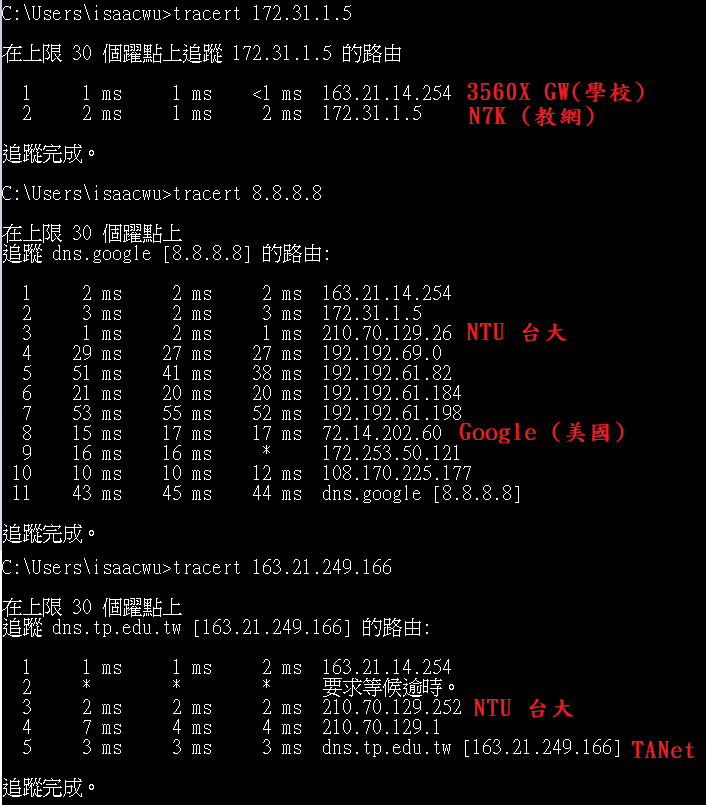 C:\Users\isaacwu>tracert 172.31.1.5
在上限 30 個躍點上追蹤 172.31.1.5 的路由
1 1 ms 1 ms <1 ms 163.21.14.254 3560X GW(學校)
2 2 ms 1 ms 2 ms 172.31.1.5 N7K (教網)
追蹤完成。
C:\Users\isaacwu>tracert 8.8.8.8
在上限 30 個躍點上
追蹤 dns.google [8.8.8.8] 的路由:
1 2 ms 2 ms 2 ms 163.21.14.254
2 3 ms 2 ms 3 ms 172.31.1.5
3 1 ms 2 ms 1 ms 210.70.129.26 NTU 台大
4 29 ms 27 ms 27 ms 192.192.69.0
5 51 ms 41 ms 38 ms 192.192.61.82
6 21 ms 20 ms 20 ms 192.192.61.184
7 53 ms 55 ms 52 ms 192.192.61.198
8 15 ms 17 ms 17 ms 72.14.202.60 Google (美國)
9 16 ms 16 ms * 172.253.50.121
10 10 ms 10 ms 12 ms 108.170.225.177
11 43 ms 45 ms 44 ms dns.google [8.8.8.8]
追蹤完成。
C:\Users\isaacwu>tracert 163.21.249.166
在上限 30 個躍點上
追蹤 dns.tp.edu.tw [163.21.249.166] 的路由:
1 1 ms 1 ms 2 ms 163.21.14.254
2 * * * 要求等候逾時。
3 2 ms 2 ms 2 ms 210.70.129.252 NTU 台大
4 7 ms 4 ms 4 ms 210.70.129.1
5 3 ms 3 ms 3 ms dns.tp.edu.tw [163.21.249.166] TANet
追蹤完成。